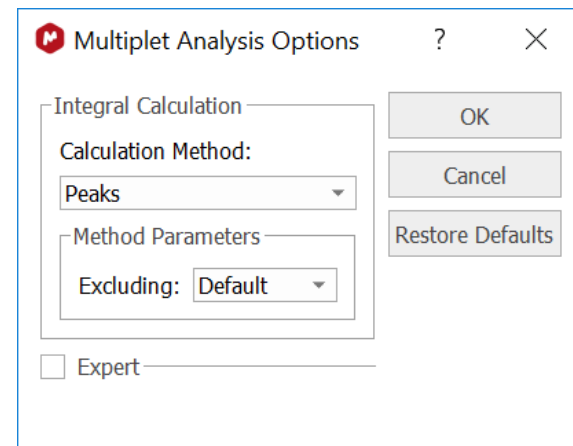 Multiplet Analysis Options ?
Integral Calculation
Calculation Method:
Peaks
Method Parameters
Excluding: Default
Expert
OK
Cancel
Restore Defaults